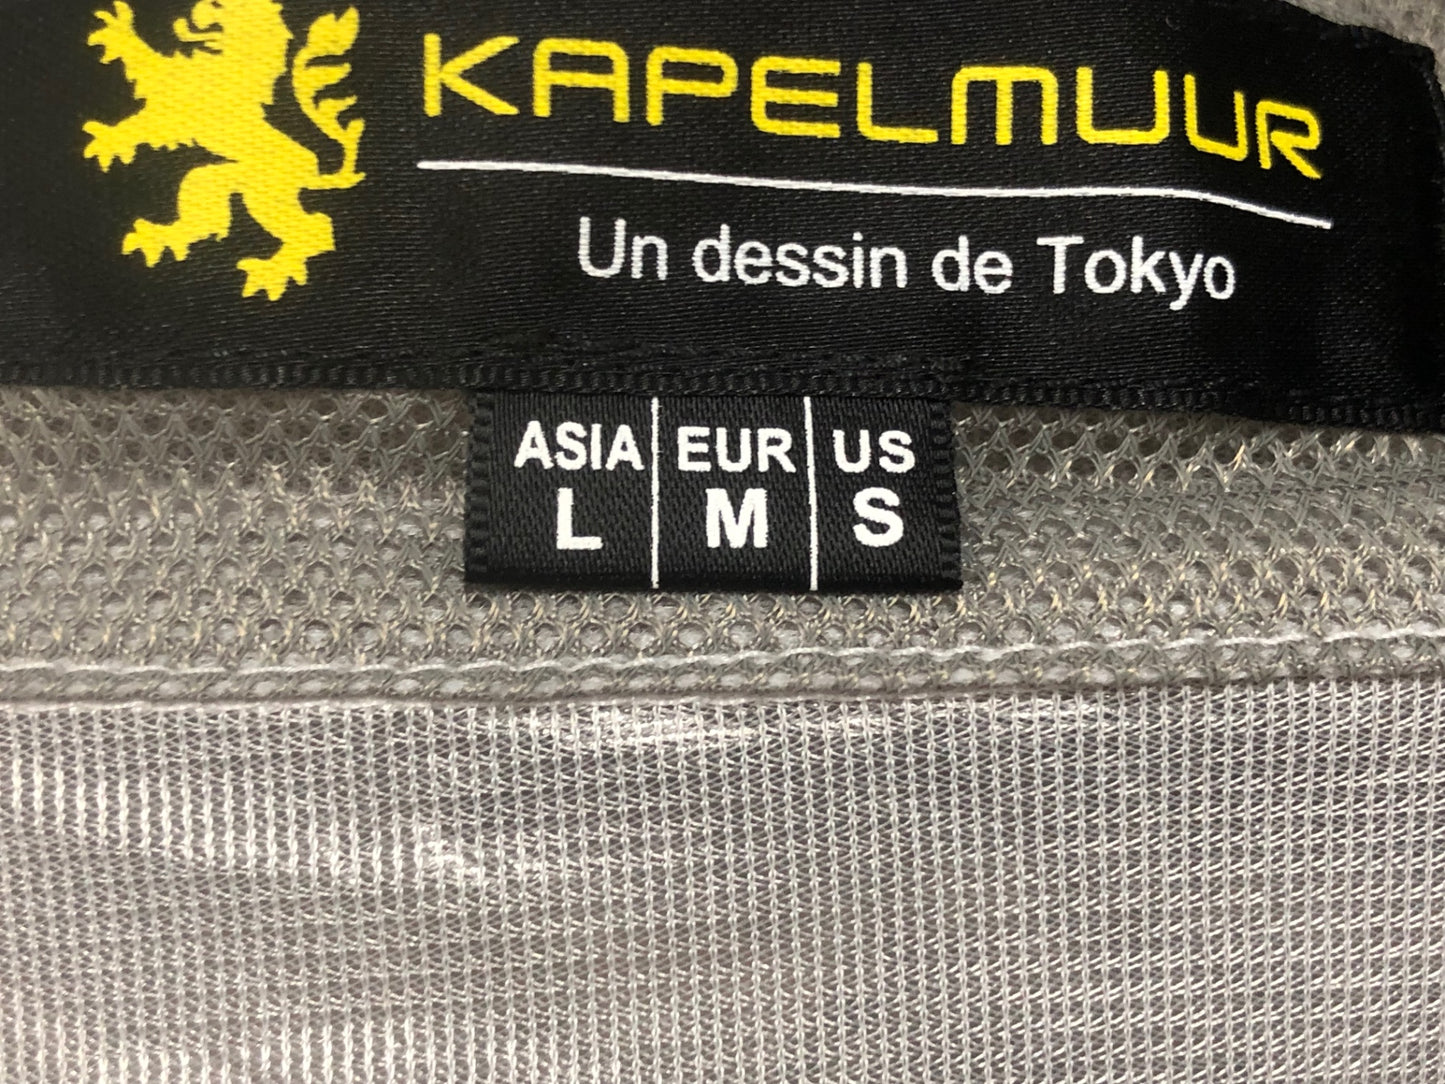 KAPELMUUR
Un dessin de Tokyo
ASIA EUR US
L M S